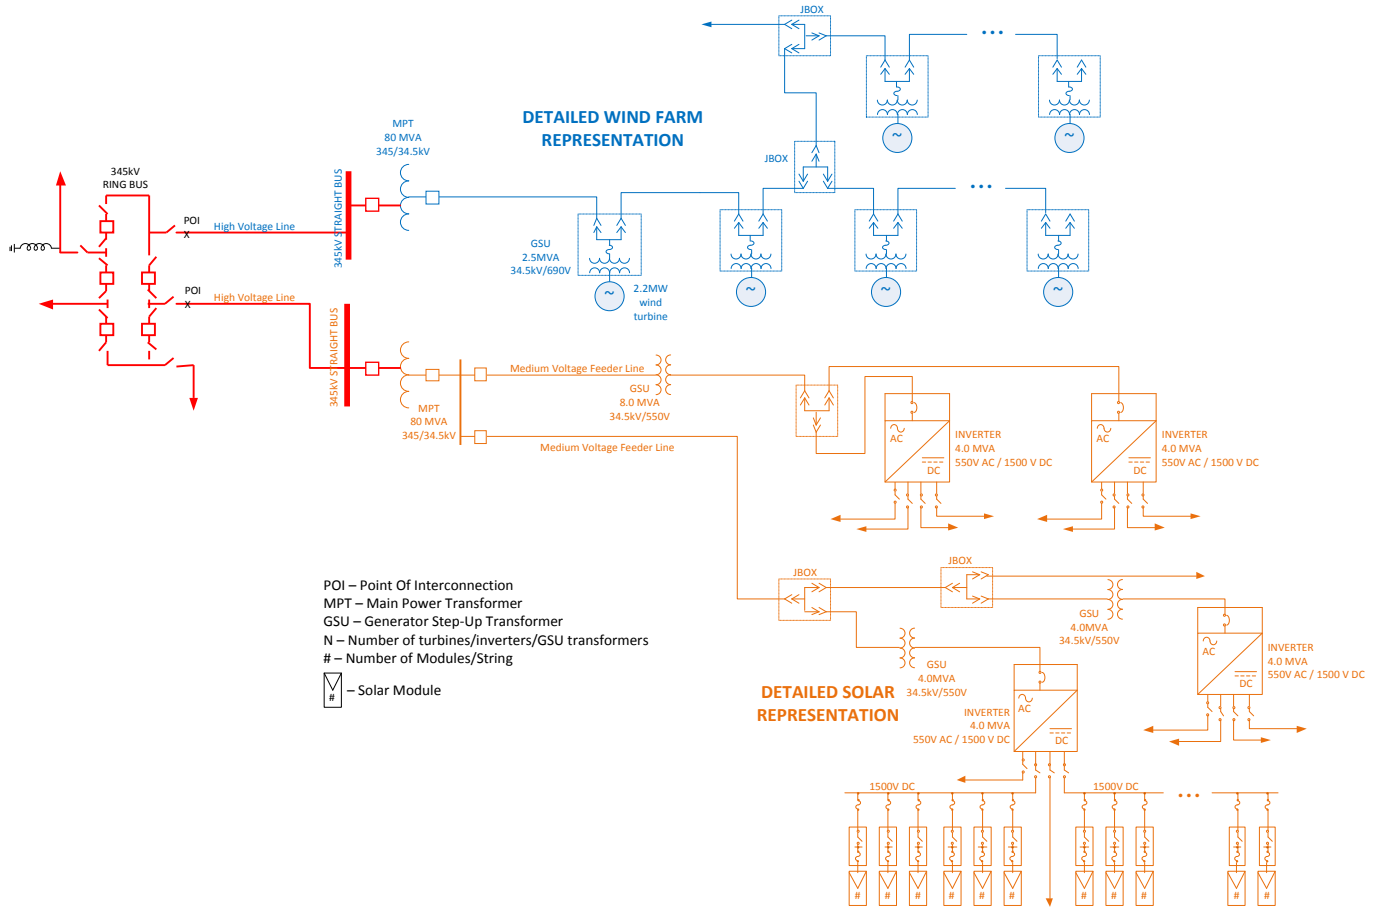 JBOX
DETAILED WIND FARM
REPRESENTATION
MPT
80 MVA
345/34.5kV
JBOX
345kV
RING BUS
POI
X
High Voltage Line
345kV STRAIGHT BUS
GSU
2.5MVA
34.5kV/690V
~
~
~
~
~
~
2.2MW
wind
turbine
POI
X
High Voltage Line
345kV STRAIGHT BUS
MPT
80 MVA
345/34.5kV
Medium Voltage Feeder Line
GSU
8.0 MVA
34.5kV/550V
Medium Voltage Feeder Line
AC
DC
INVERTER
4.0 MVA
550V AC / 1500 V DC
AC
DC
INVERTER
4.0 MVA
550V AC / 1500 V DC
JBOX
JBOX
GSU
4.0MVA
34.5kV/550V
AC
DC
INVERTER
4.0 MVA
550V AC / 1500 V DC
GSU
4.0MVA
34.5kV/550V
POI – Point Of Interconnection
MPT – Main Power Transformer
GSU – Generator Step-Up Transformer
N – Number of turbines/inverters/GSU transformers
# – Number of Modules/String
# – Solar Module
DETAILED SOLAR
REPRESENTATION
INVERTER
4.0 MVA
550V AC / 1500 V DC
AC
DC
1500V DC
1500V DC
# # # # # # # # # # #